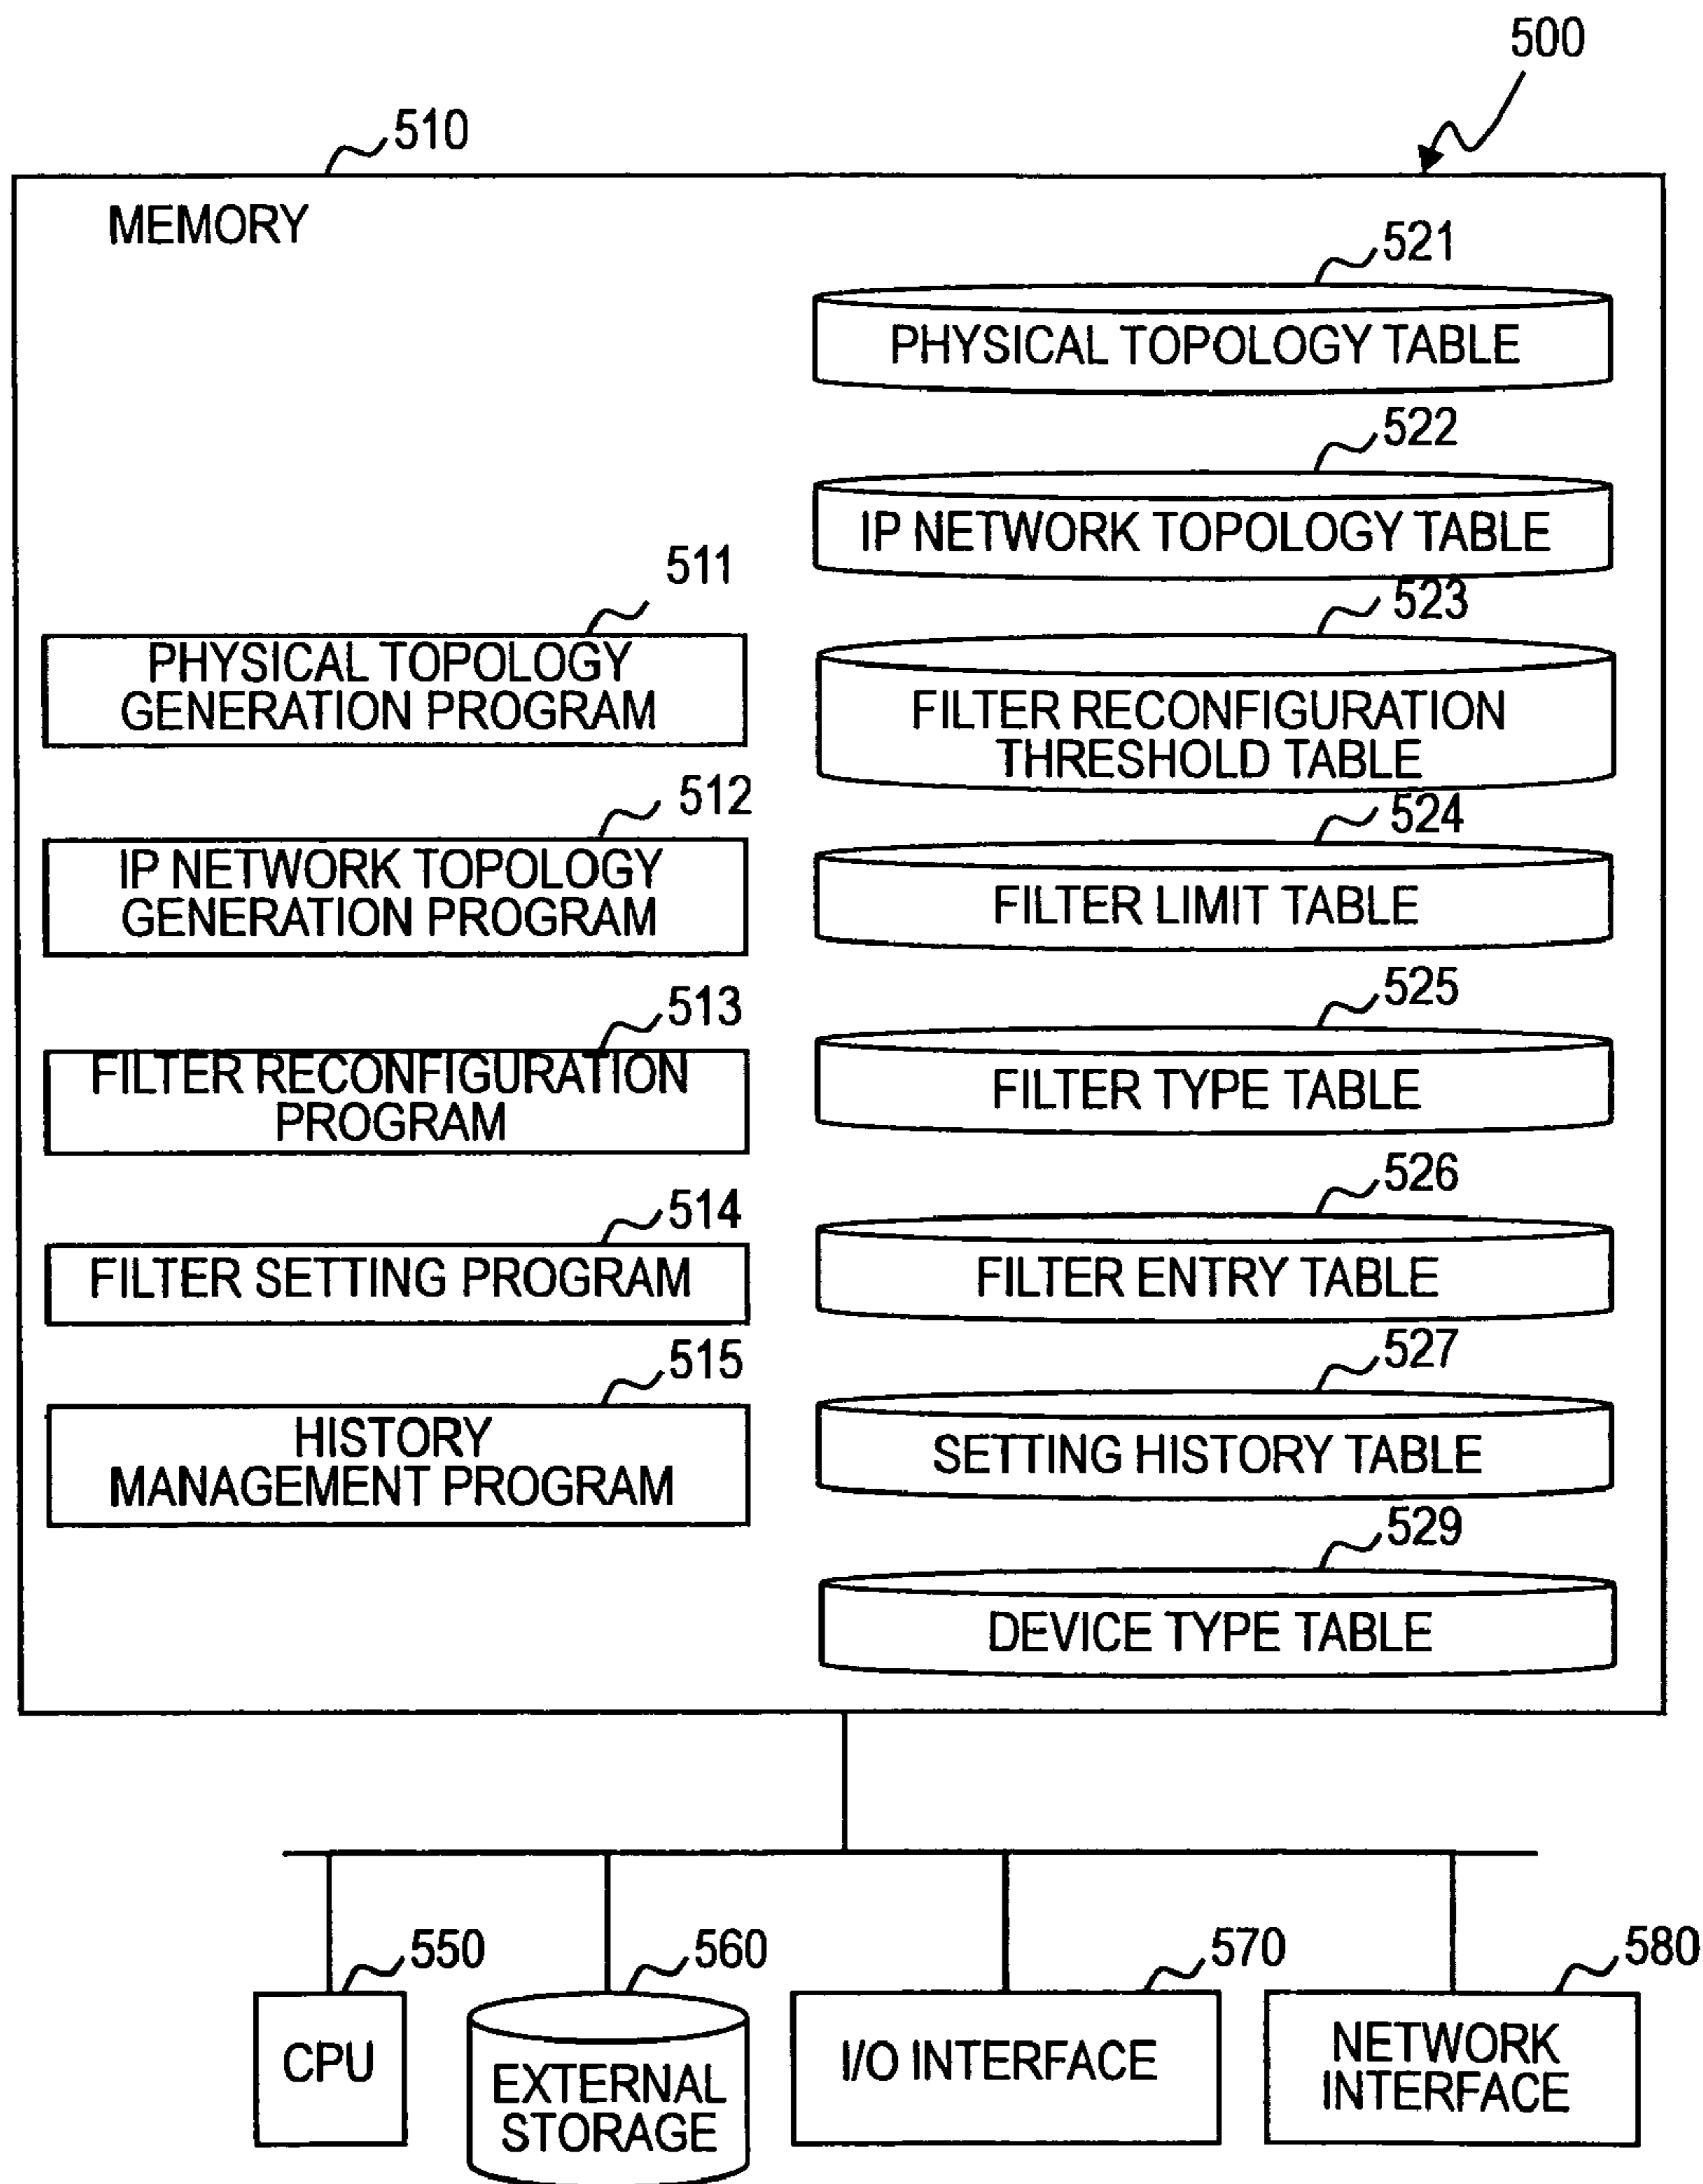 500
510
MEMORY
521
PHYSICAL TOPOLOGY TABLE
522
IP NETWORK TOPOLOGY TABLE
511
PHYSICAL TOPOLOGY
GENERATION PROGRAM
523
FILTER RECONFIGURATION
THRESHOLD TABLE
512
IP NETWORK TOPOLOGY
GENERATION PROGRAM
524
FILTER LIMIT TABLE
513
FILTER RECONFIGURATION
PROGRAM
525
FILTER TYPE TABLE
514
FILTER SETTING PROGRAM
526
FILTER ENTRY TABLE
515
HISTORY
MANAGEMENT PROGRAM
527
SETTING HISTORY TABLE
529
DEVICE TYPE TABLE
550
CPU
560
EXTERNAL
STORAGE
570
I/O INTERFACE
580
NETWORK
INTERFACE